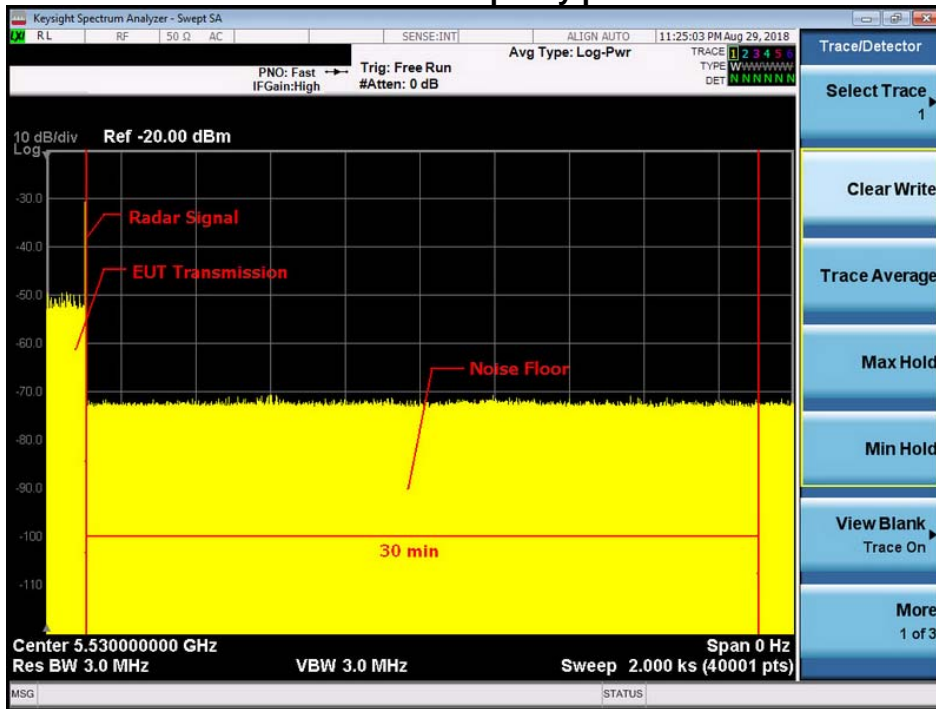 Keysight Spectrum Analyzer - Swept SA
LXI RL RF 50 Ω AC SENSE:INT ALIGN AUTO 11:25:03 PM Aug 29, 2018
Avg Type: Log-Pwr
TRACE 1 2 3 4 5 6
PNO: Fast Trig: Free Run
TYPE WWWWWW
IFGain:High #Atten: 0 dB
DET N N N N N N
10 dB/div Ref -20.00 dBm
Log
-30.0
Radar Signal
-40.0
EUT Transmission
-50.0
-60.0
Noise Floor
-70.0
-80.0
-90.0
-100
30 min
-110
Center 5.530000000 GHz Span 0 Hz
Res BW 3.0 MHz VBW 3.0 MHz Sweep 2.000 ks (40001 pts)
MSG STATUS
Trace/Detector
Select Trace
1
Clear Write
Trace Average
Max Hold
Min Hold
View Blank
Trace On
More
1 of 3